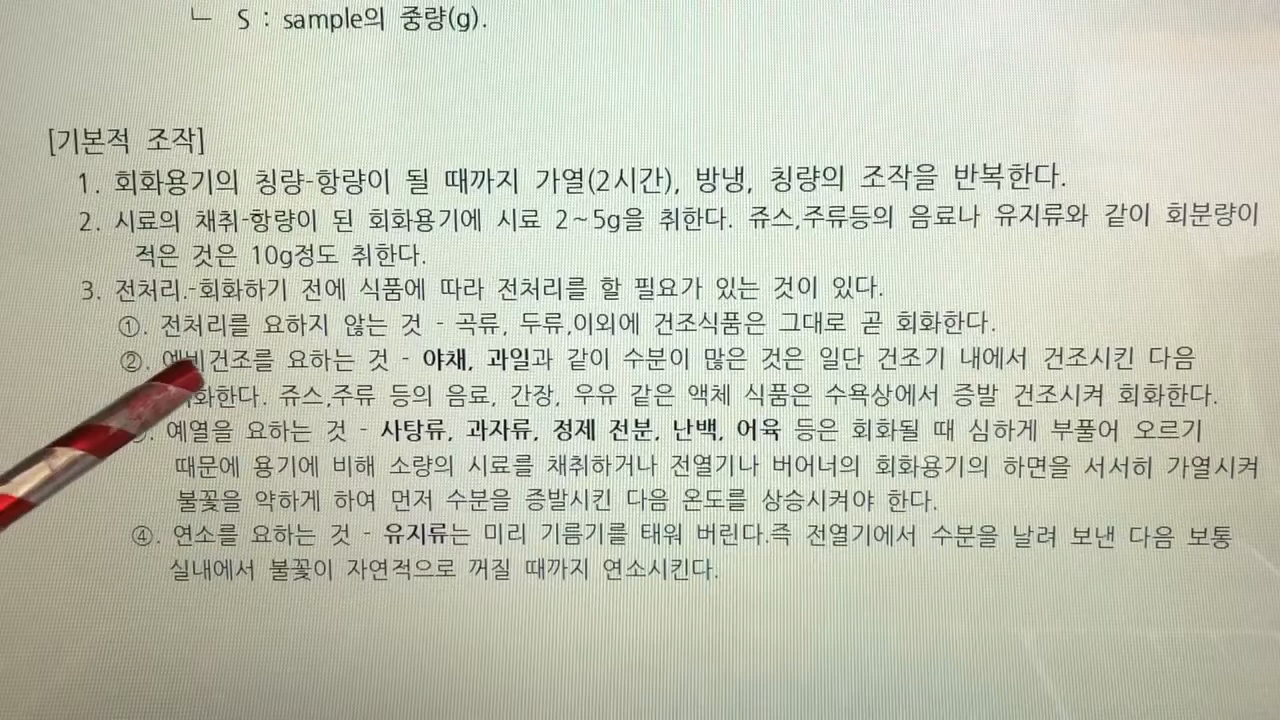 └ S : sample의 중량(g).
[기본적 조작]
1. 회화용기의 칭량-항량이 될 때까지 가열(2시간), 방냉, 칭량의 조작을 반복한다.
2. 시료의 채취-항량이 된 회화용기에 시료 2~5g을 취한다. 쥬스,주류등의 음료나 유지류와 같이 회분량이
적은 것은 10g정도 취한다.
3. 전처리.-회화하기 전에 식품에 따라 전처리를 할 필요가 있는 것이 있다.
①. 전처리를 요하지 않는 것 - 곡류, 두류,이외에 건조식품은 그대로 곧 회화한다.
②. 예비건조를 요하는 것 - 야채, 과일과 같이 수분이 많은 것은 일단 건조기 내에서 건조시킨 다음
화한다. 쥬스,주류 등의 음료, 간장, 우유 같은 액체 식품은 수욕상에서 증발 건조시켜 회화한다.
예열을 요하는 것 - 사탕류, 과자류, 정제 전분, 난백, 어육 등은 회화될 때 심하게 부풀어 오르기
때문에 용기에 비해 소량의 시료를 채취하거나 전열기나 버어너의 회화용기의 하면을 서서히 가열시켜
불꽃을 약하게 하여 먼저 수분을 증발시킨 다음 온도를 상승시켜야 한다.
④. 연소를 요하는 것 - 유지류는 미리 기름기를 태워 버린다.즉 전열기에서 수분을 날려 보낸 다음 보통
실내에서 불꽃이 자연적으로 꺼질 때까지 연소시킨다.